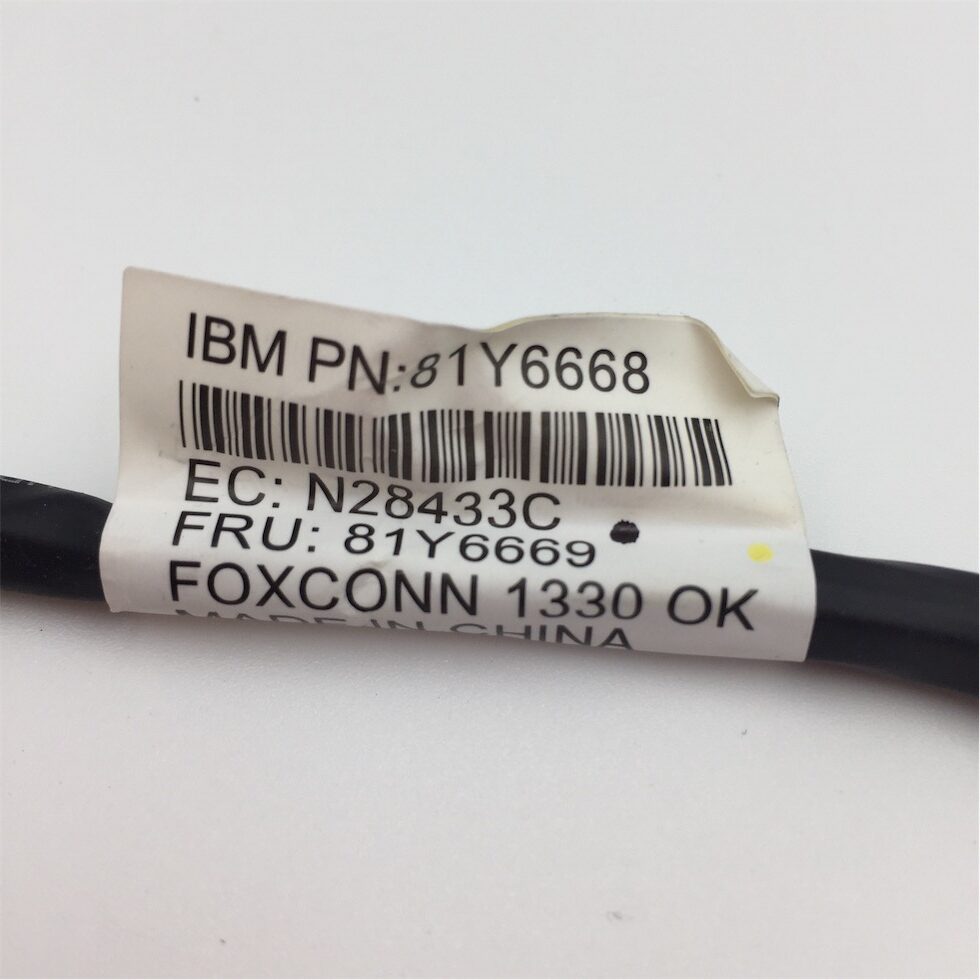 IBM PN:81Y6668
EC: N28433C
FRU: 81Y6669
FOXCONN 1330 OK
MADE IN CHINA